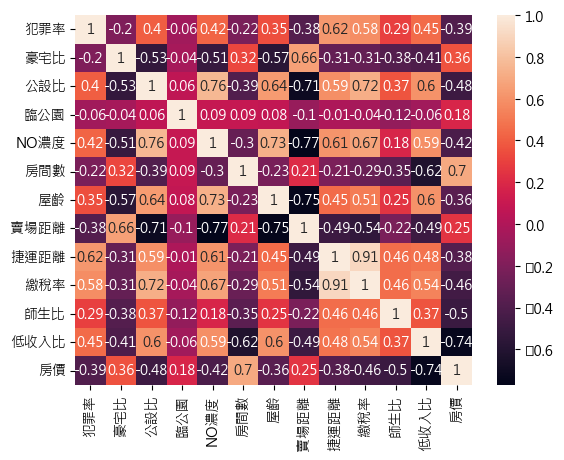 犯罪率 1 -0.2 0.4 -0.06 0.42 -0.22 0.35 -0.38 0.62 0.58 0.29 0.45 -0.39
豪宅比 -0.2 1 -0.53 -0.04 -0.51 0.32 -0.57 0.66 -0.31 -0.31 -0.38 -0.41 0.36
公設比 0.4 -0.53 1 0.06 0.76 -0.39 0.64 -0.71 0.59 0.72 0.37 0.6 -0.48
臨公園 -0.06 -0.04 0.06 1 0.09 0.09 0.08 -0.1 -0.01 -0.04 -0.12 -0.06 0.18
NO濃度 0.42 -0.51 0.76 0.09 1 -0.3 0.73 -0.77 0.61 0.67 0.18 0.59 -0.42
房間數 -0.22 0.32 -0.39 0.09 -0.3 1 -0.23 0.21 -0.21 -0.29 -0.35 -0.62 0.7
屋齡 0.35 -0.57 0.64 0.08 0.73 -0.23 1 -0.75 0.45 0.51 0.25 0.6 -0.36
賣場距離 -0.38 0.66 -0.71 -0.1 -0.77 0.21 -0.75 1 -0.49 -0.54 -0.22 -0.49 0.25
捷運距離 0.62 -0.31 0.59 -0.01 0.61 -0.21 0.45 -0.49 1 0.91 0.46 0.48 -0.38
繳稅率 0.58 -0.31 0.72 -0.04 0.67 -0.29 0.51 -0.54 0.91 1 0.46 0.54 -0.46
師生比 0.29 -0.38 0.37 -0.12 0.18 -0.35 0.25 -0.22 0.46 0.46 1 0.37 -0.5
低收入比 0.45 -0.41 0.6 -0.06 0.59 -0.62 0.6 -0.49 0.48 0.54 0.37 1 -0.74
房價 -0.39 0.36 -0.48 0.18 -0.42 0.7 -0.36 0.25 -0.38 -0.46 -0.5 -0.74 1
犯罪率 豪宅比 公設比 臨公園 NO濃度 房間數 屋齡 賣場距離 捷運距離 繳稅率 師生比 低收入比 房價
1.0
0.8
0.6
0.4
0.2
0.0
□0.2
□0.4
□0.6